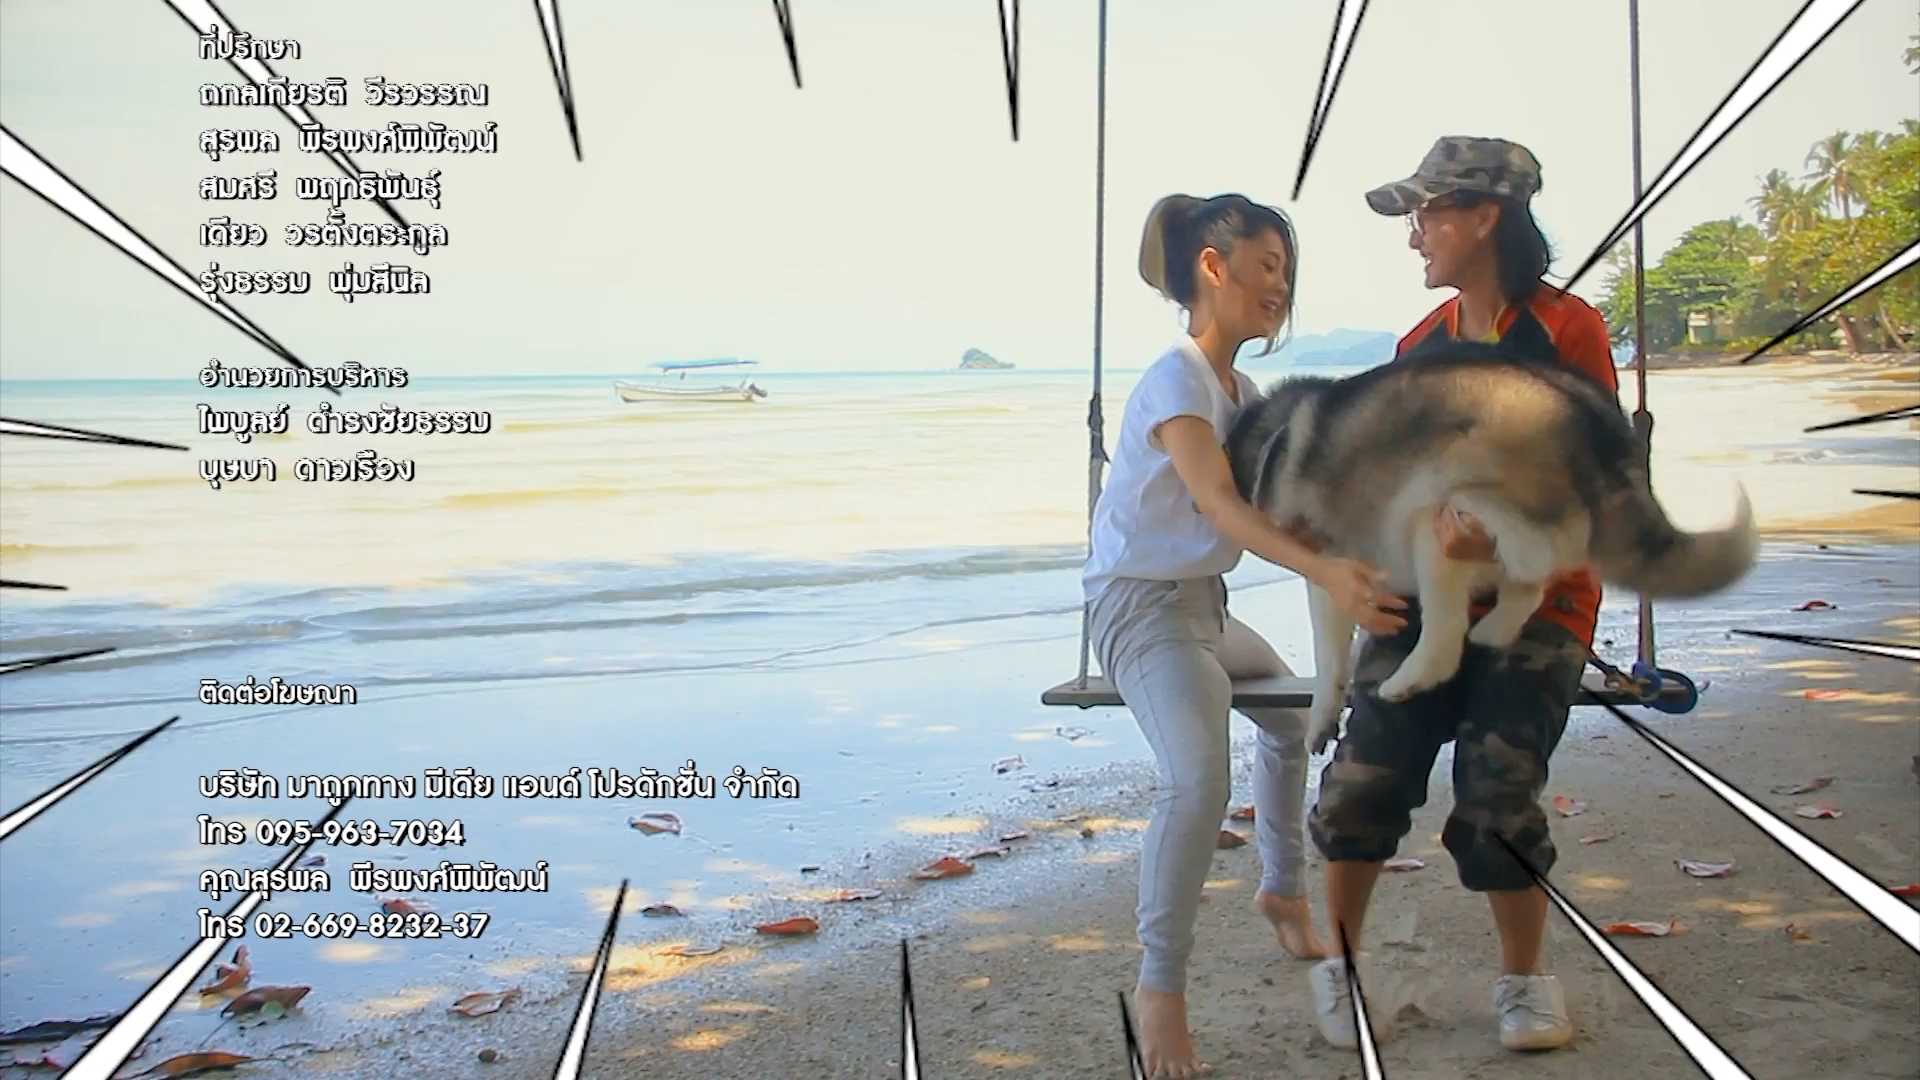 ที่ปรึกษา
ถกลเกียรติ วีรวรรณ
สุรพล พีรพงศ์พิพัฒน์
สมศรี พฤทธิพันธุ์
เดียว วรตั้งตระกูล
รุ่งธรรม พุ่มสีนิล
อำนวยการบริหาร
ไพบูลย์ ดำรงชัยธรรม
บุษบา ดาวเรือง
ติดต่อโฆษณา
บริษัท มาถูกทาง มีเดีย แอนด์ โปรดักชั่น จำกัด
โทร 095-963-7034
คุณสุรพล พีรพงศ์พิพัฒน์
โทร 02-669-8232-37